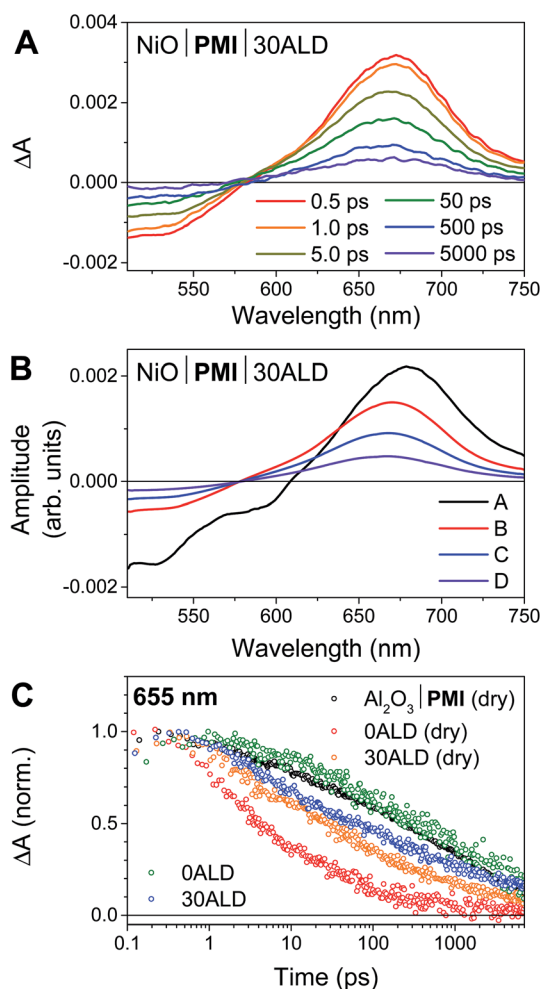 A
NiO | PMI | 30ALD
0.004
0.002
0.000
-0.002
ΔA
0.5 ps
50 ps
1.0 ps
500 ps
5.0 ps
5000 ps
550 600 650 700 750
Wavelength (nm)
B
NiO | PMI | 30ALD
0.002
0.000
-0.002
Amplitude
(arb. units)
A
B
C
D
550 600 650 700 750
Wavelength (nm)
C
655 nm
Al2O3 | PMI (dry)
0ALD (dry)
30ALD (dry)
1.0
0.5
0.0
ΔA (norm.)
0ALD
30ALD
0.1 1 10 100 1000
Time (ps)